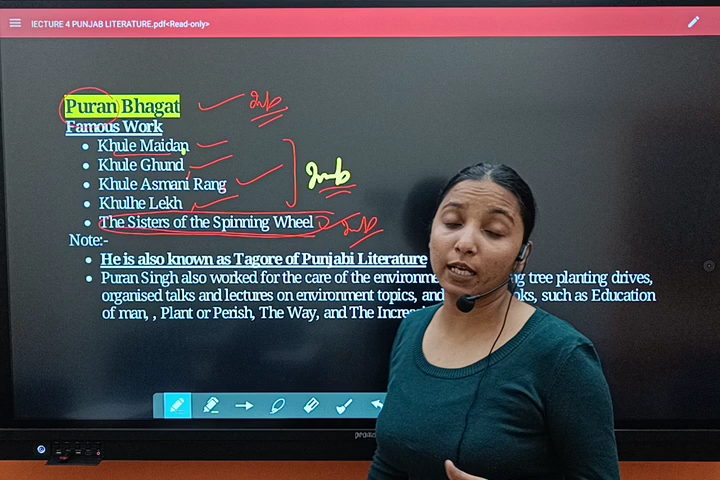 lECTURE 4 PUNJAB LITERATURE.pdf<Read-only>
Puran Bhagat
Famous Work
• Khule Maidan
• Khule Ghund
• Khule Asmani Rang
• Khulhe Lekh
• The Sisters of the Spinning Wheel
Note:-
• He is also known as Tagore of Punjabi Literature
• Puran Singh also worked for the care of the tree planting drives,
organised talks and lectures on environment topics, and such as Education
of man, , Plant or Perish, The Way, and The